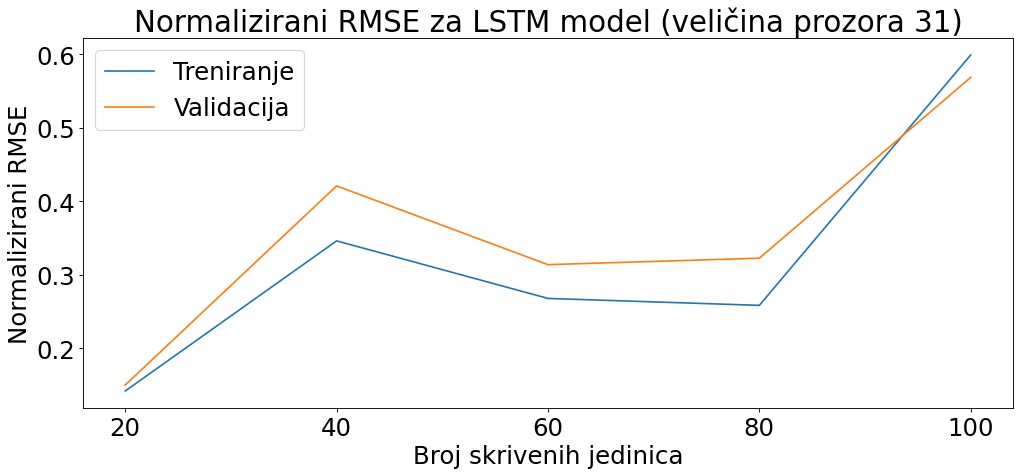 Normalizirani RMSE za LSTM model (veličina prozora 31)
Treniranje
Validacija
Normalizirani RMSE
0.6
0.5
0.4
0.3
0.2
20 40 60 80 100
Broj skrivenih jedinica